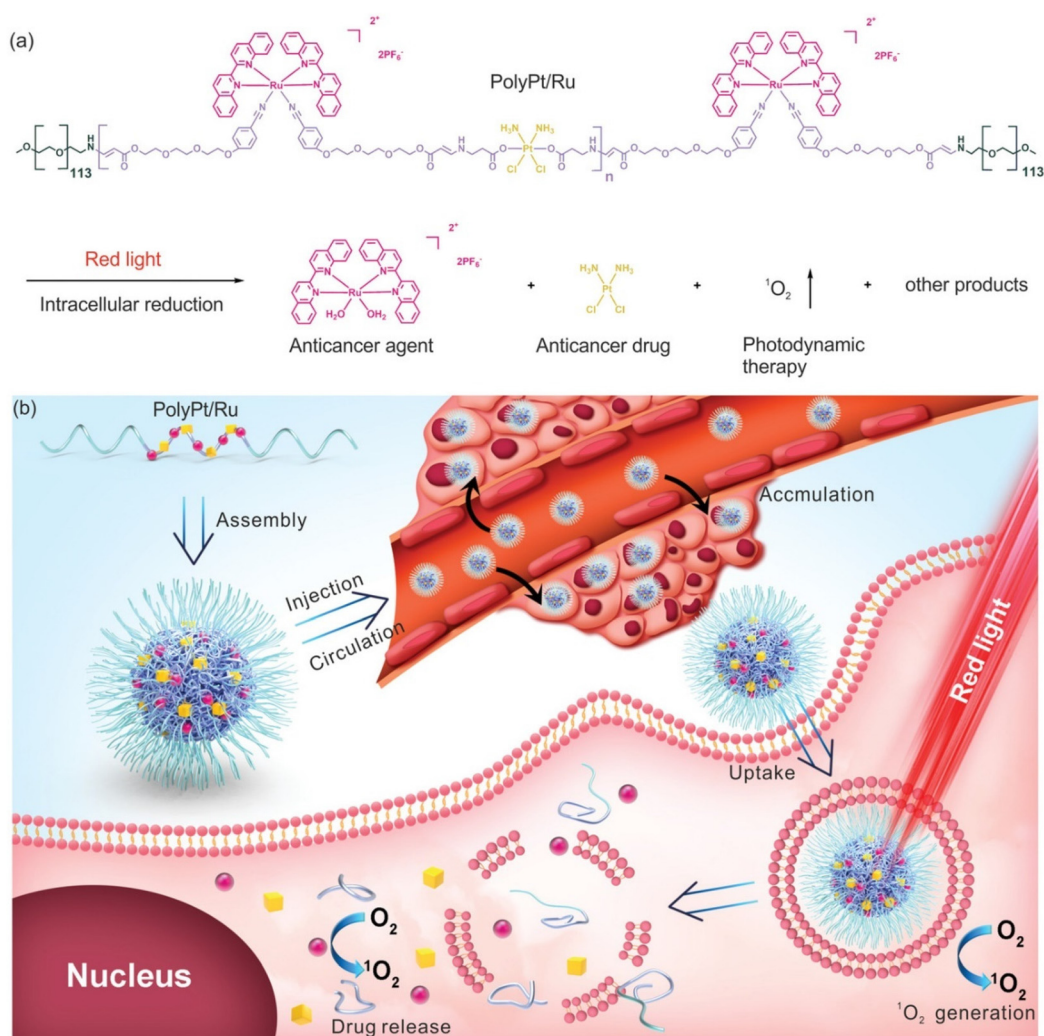 (a)
2+
2PF6-
PolyPt/Ru
2+
2PF6-
N N N N
Ru
N N
N N N N
Ru
N N
H3N NH3
Pt
Cl Cl
O O 113 H N O O O O O O O O O O H N O O O O H N n O O O O O O O O O O H N O O 113
Red light
Intracellular reduction
N N N N
Ru
H2O OH2
2+
2PF6-
+
H3N NH3
Pt
Cl Cl
+
1O2
+
other products
Anticancer agent
Anticancer drug
Photodynamic
therapy
(b)
PolyPt/Ru
Assembly
Injection
Circulation
Accmulation
Red light
Uptake
O2
1O2
Nucleus
Drug release
O2
1O2
1O2 generation